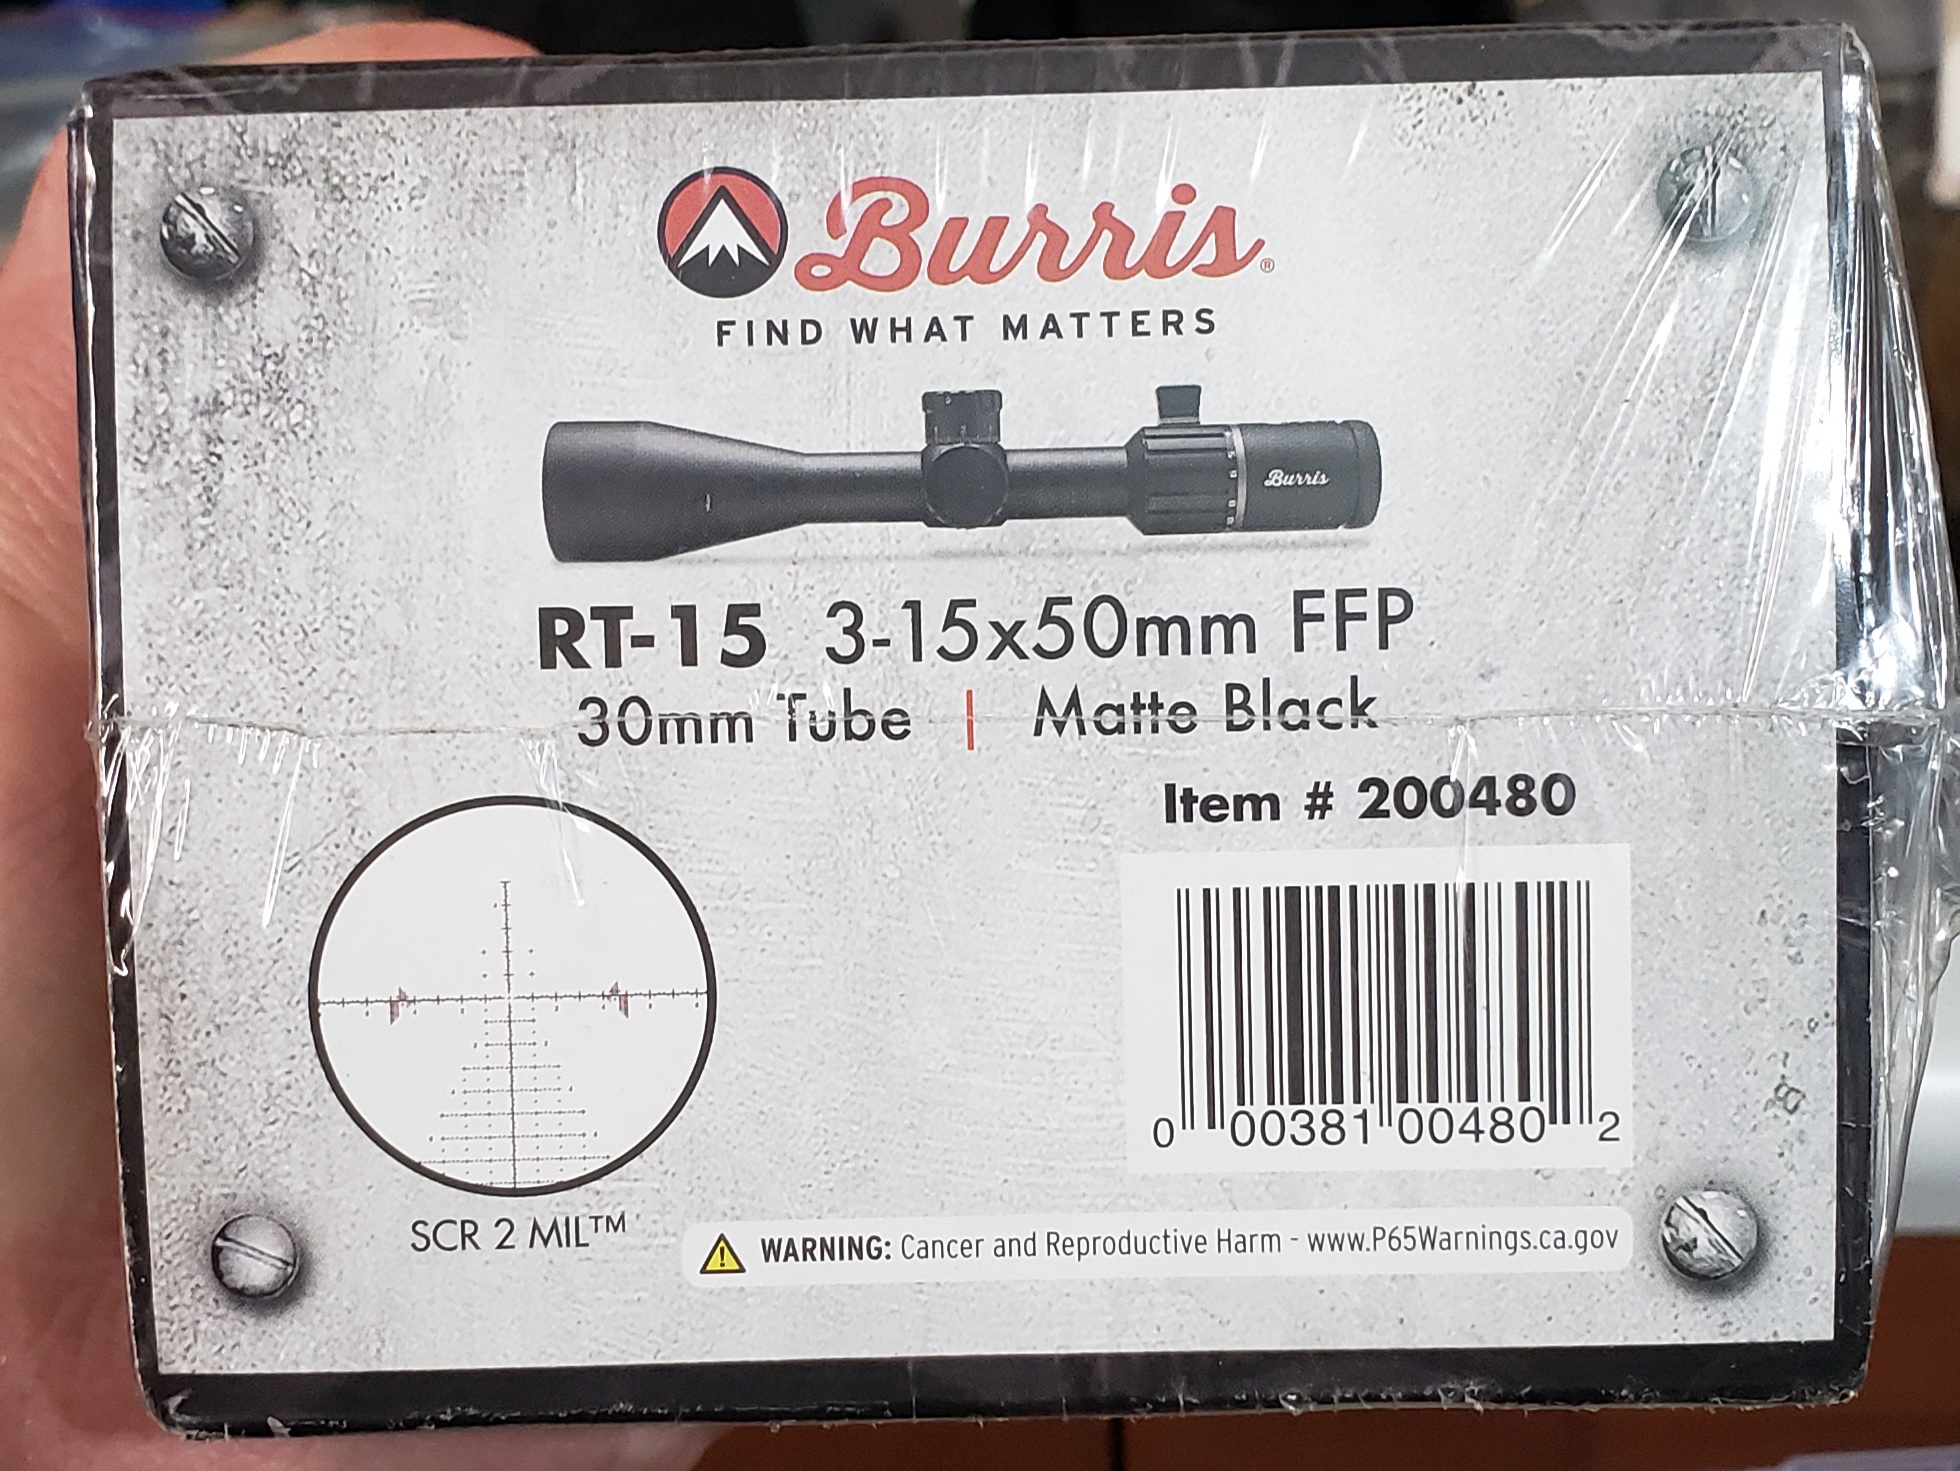 Burris®
FIND WHAT MATTERS
Burris
RT-15 3-15x50mm FFP
30mm Tube | Matte Black
Item # 200480
0 00381 00480 2
SCR 2 MIL™
WARNING: Cancer and Reproductive Harm - www.P65Warnings.ca.gov